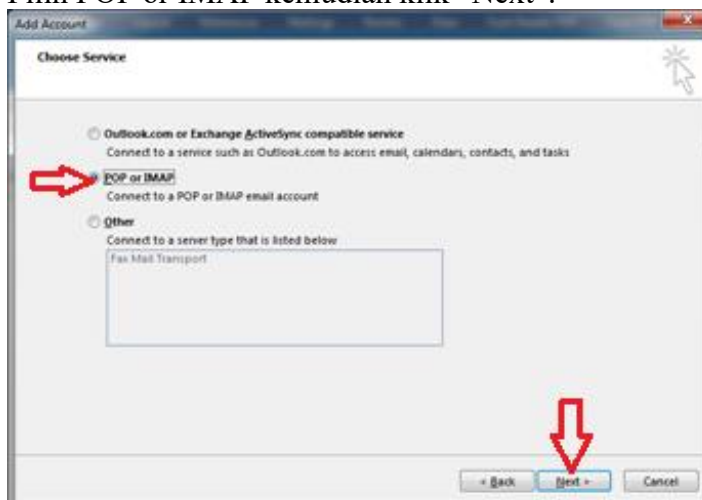 Pilih POP or IMAP kemudian klik "Next".
Add Account
Choose Service
Outlook.com or Exchange ActiveSync compatible service
Connect to a service such as Outlook.com to access email, calendars, contacts, and tasks
POP or IMAP
Connect to a POP or IMAP email account
Other
Connect to a server type that is listed below
Fax Mail Transport
< Back
Next >
Cancel